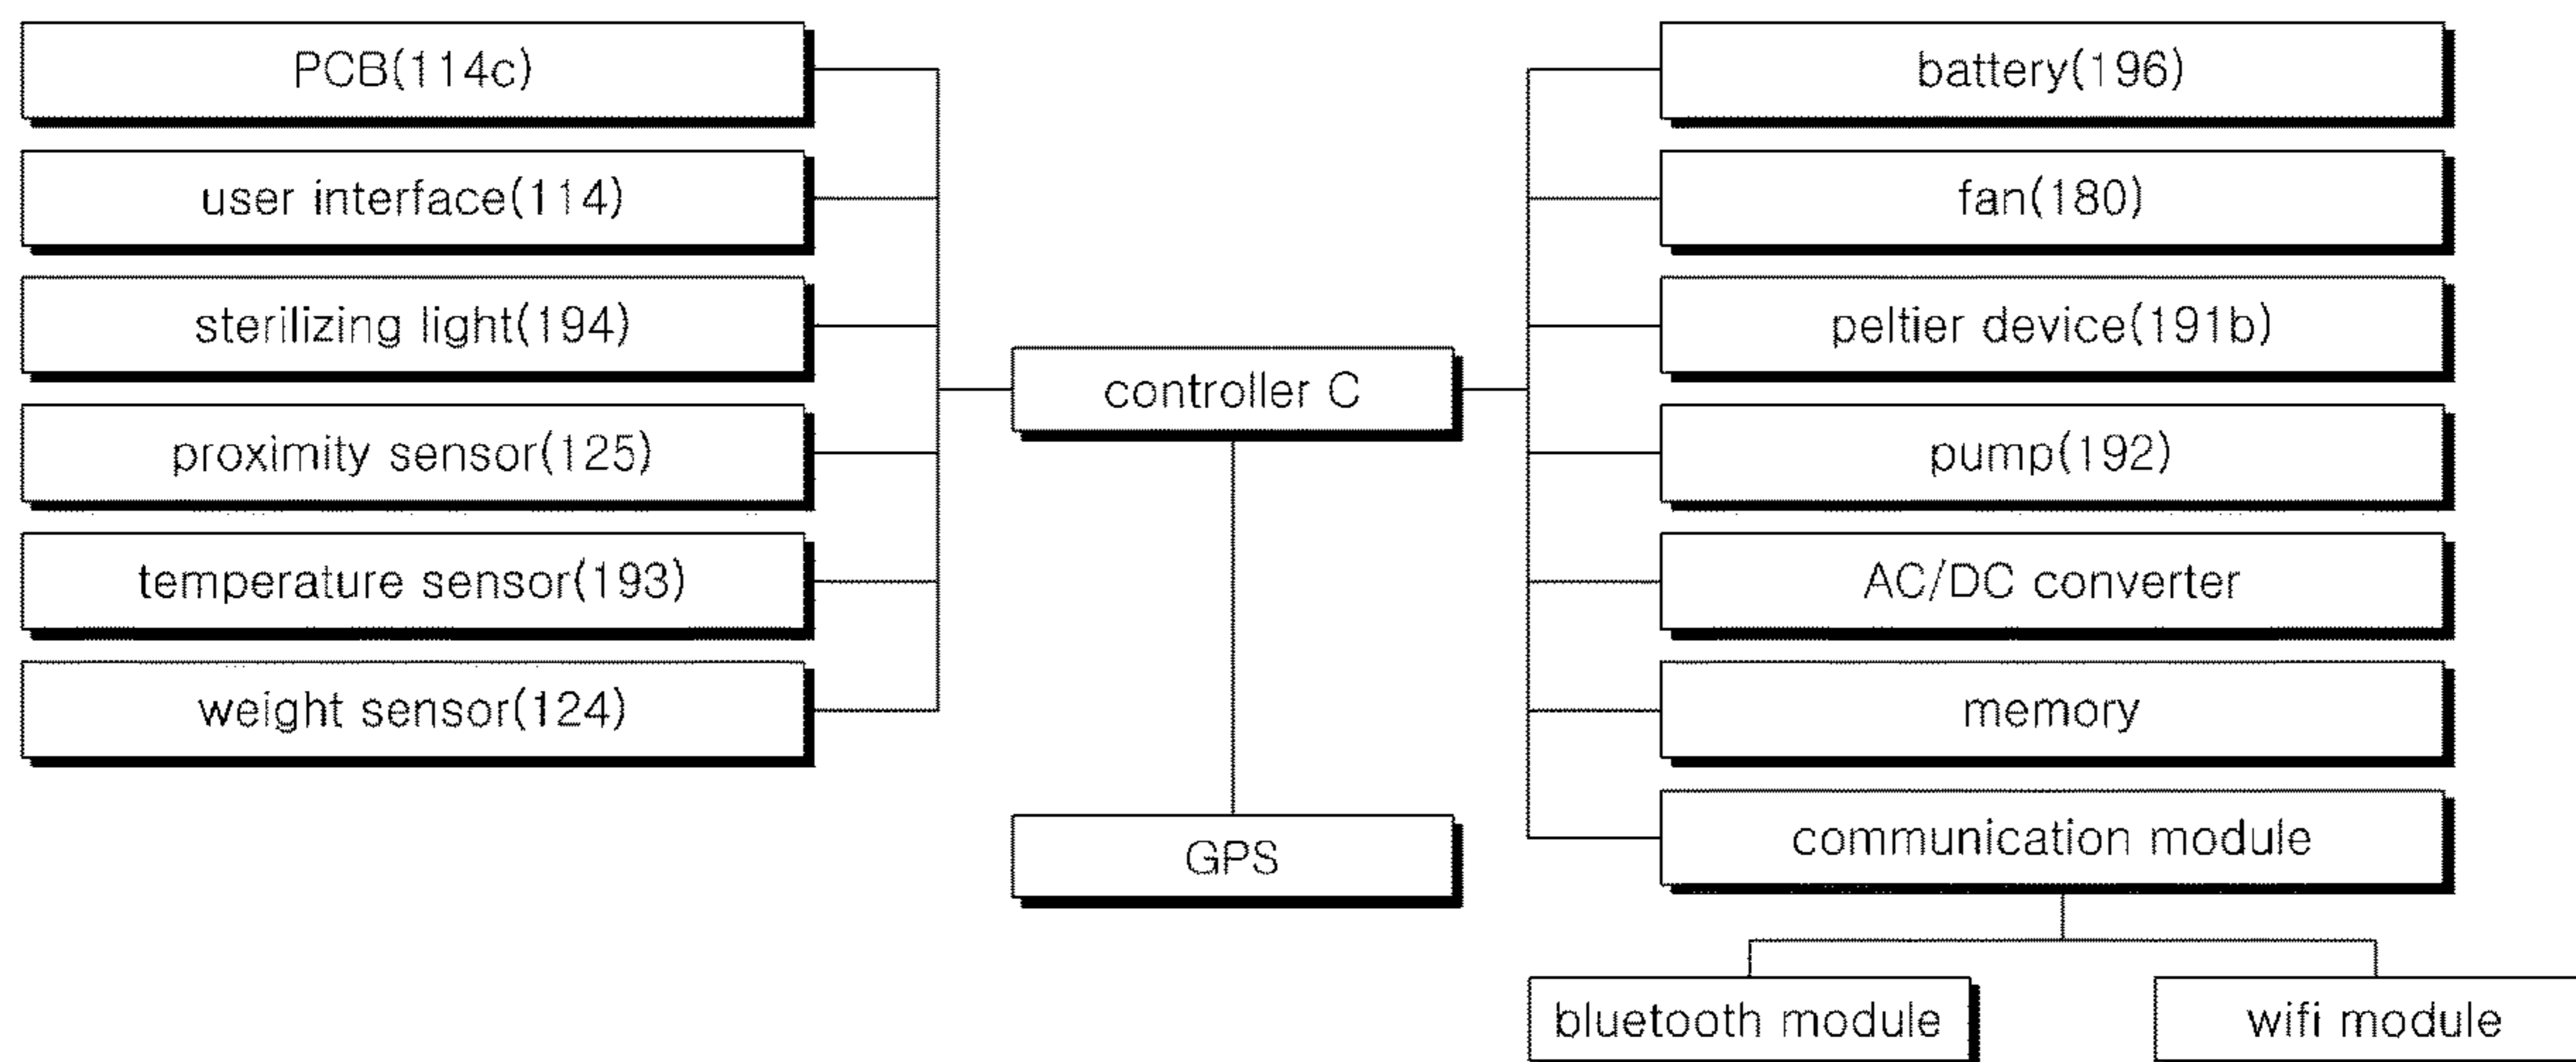 PCB(114c)
user interface(114)
sterilizing light(194)
proximity sensor(125)
temperature sensor(193)
weight sensor(124)
controller C
GPS
battery(196)
fan(180)
peltier device(191b)
pump(192)
AC/DC converter
memory
communication module
bluetooth module
wifi module